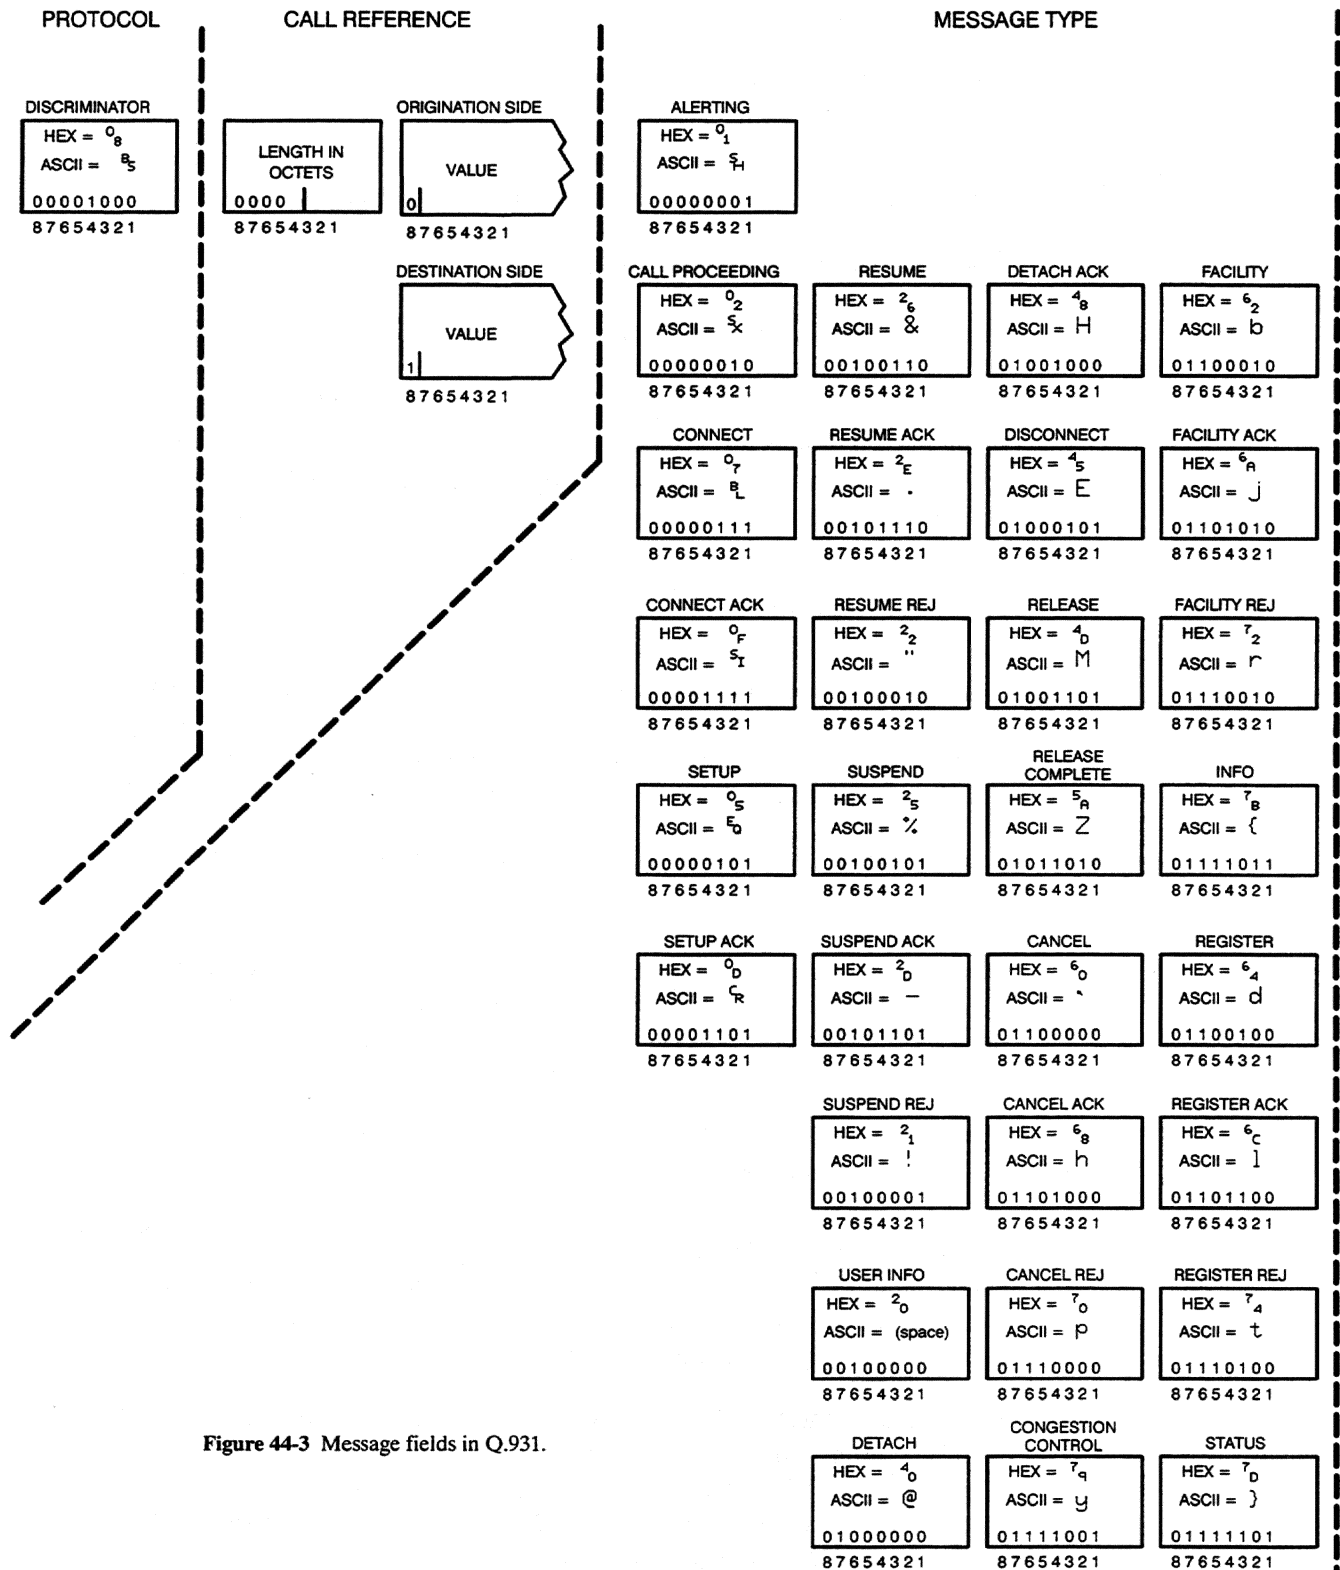 PROTOCOL
CALL REFERENCE
MESSAGE TYPE
DISCRIMINATOR
HEX = 08
ASCII = BS
00001000
87654321
LENGTH IN
OCTETS
0000
87654321
ORIGINATION SIDE
VALUE
0
87654321
DESTINATION SIDE
VALUE
1
87654321
ALERTING
HEX = 01
ASCII = SH
00000001
87654321
CALL PROCEEDING
HEX = 02
ASCII = SX
00000010
87654321
RESUME
HEX = 26
ASCII = &
00100110
87654321
DETACH ACK
HEX = 48
ASCII = H
01001000
87654321
FACILITY
HEX = 62
ASCII = b
01100010
87654321
CONNECT
HEX = 07
ASCII = BL
00000111
87654321
RESUME ACK
HEX = 2E
ASCII = .
00101110
87654321
DISCONNECT
HEX = 45
ASCII = E
01000101
87654321
FACILITY ACK
HEX = 6A
ASCII = j
01101010
87654321
CONNECT ACK
HEX = 0F
ASCII = SI
00001111
87654321
RESUME REJ
HEX = 22
ASCII = "
00100010
87654321
RELEASE
HEX = 4D
ASCII = M
01001101
87654321
FACILITY REJ
HEX = 72
ASCII = r
01110010
87654321
SETUP
HEX = 05
ASCII = EQ
00000101
87654321
SUSPEND
HEX = 25
ASCII = %
00100101
87654321
RELEASE
COMPLETE
HEX = 5A
ASCII = Z
01011010
87654321
INFO
HEX = 7B
ASCII = {
01111011
87654321
SETUP ACK
HEX = 0D
ASCII = CR
00001101
87654321
SUSPEND ACK
HEX = 2D
ASCII = –
00101101
87654321
CANCEL
HEX = 60
ASCII = `
01100000
87654321
REGISTER
HEX = 64
ASCII = d
01100100
87654321
SUSPEND REJ
HEX = 21
ASCII = !
00100001
87654321
CANCEL ACK
HEX = 68
ASCII = h
01101000
87654321
REGISTER ACK
HEX = 6C
ASCII = l
01101100
87654321
USER INFO
HEX = 20
ASCII = (space)
00100000
87654321
CANCEL REJ
HEX = 70
ASCII = p
01110000
87654321
REGISTER REJ
HEX = 74
ASCII = t
01110100
87654321
DETACH
HEX = 40
ASCII = @
01000000
87654321
CONGESTION
CONTROL
HEX = 79
ASCII = y
01111001
87654321
STATUS
HEX = 7D
ASCII = }
01111101
87654321
Figure 44-3 Message fields in Q.931.